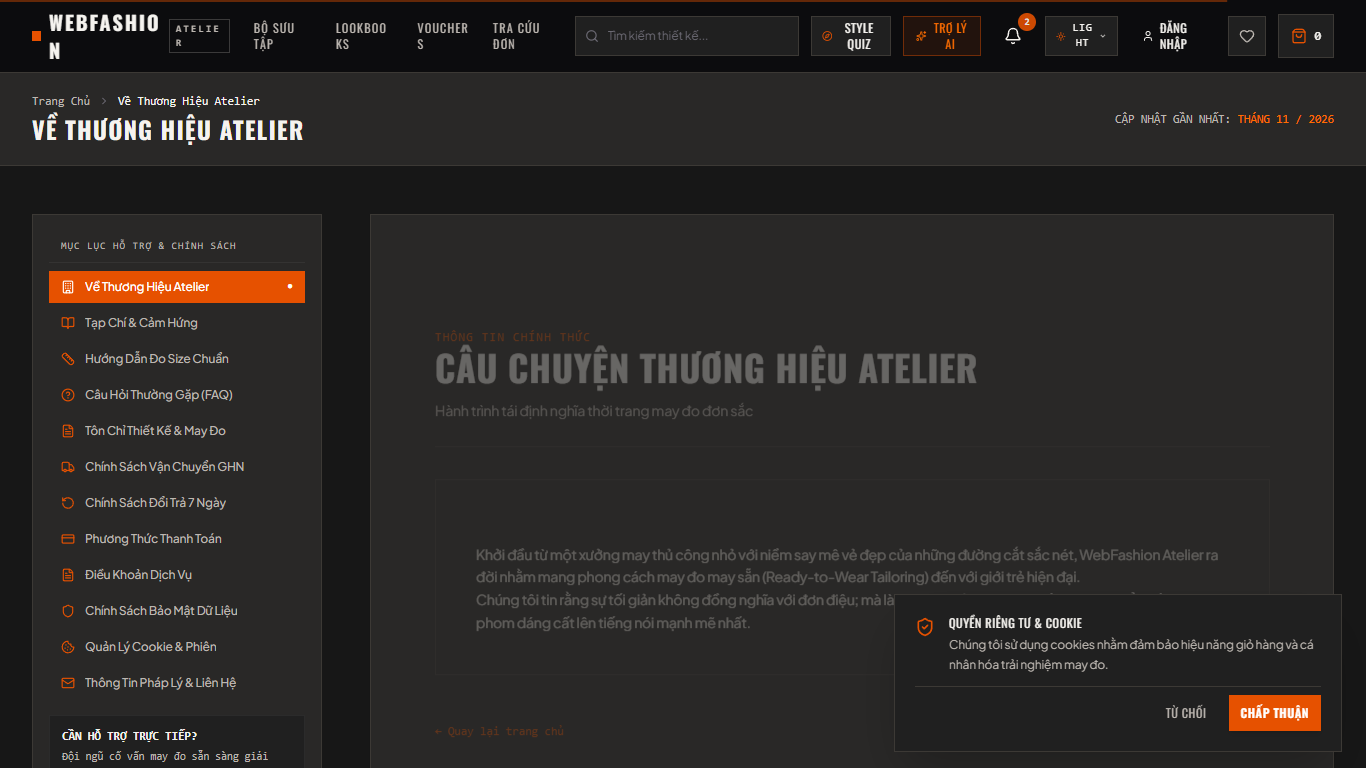 WEBFASHIO
N
ATELIE
R
BỘ SƯU
TẬP
LOOKBOO
KS
VOUCHER
S
TRA CỨU
ĐƠN
Tìm kiếm thiết kế...
STYLE
QUIZ
TRỢ LÝ
AI
2
LIG
HT
ĐĂNG
NHẬP
0
Trang Chủ > Về Thương Hiệu Atelier
VỀ THƯƠNG HIỆU ATELIER
CẬP NHẬT GẦN NHẤT: THÁNG 11 / 2026
MỤC LỤC HỖ TRỢ & CHÍNH SÁCH
Về Thương Hiệu Atelier
Tạp Chí & Cảm Hứng
Hướng Dẫn Đo Size Chuẩn
Câu Hỏi Thường Gặp (FAQ)
Tôn Chỉ Thiết Kế & May Đo
Chính Sách Vận Chuyển GHN
Chính Sách Đổi Trả 7 Ngày
Phương Thức Thanh Toán
Điều Khoản Dịch Vụ
Chính Sách Bảo Mật Dữ Liệu
Quản Lý Cookie & Phiên
Thông Tin Pháp Lý & Liên Hệ
CẦN HỖ TRỢ TRỰC TIẾP?
Đội ngũ cố vấn may đo sẵn sàng giải
THÔNG TIN CHÍNH THỨC
CÂU CHUYỆN THƯƠNG HIỆU ATELIER
Hành trình tái định nghĩa thời trang may đo đơn sắc
Khởi đầu từ một xưởng may thủ công nhỏ với niềm say mê vẻ đẹp của những đường cắt sắc nét, WebFashion Atelier ra
đời nhằm mang phong cách may đo may sẵn (Ready-to-Wear Tailoring) đến với giới trẻ hiện đại.
Chúng tôi tin rằng sự tối giản không đồng nghĩa với đơn điệu; mà là
phom dáng cất lên tiếng nói mạnh mẽ nhất.
← Quay lại trang chủ
QUYỀN RIÊNG TƯ & COOKIE
Chúng tôi sử dụng cookies nhằm đảm bảo hiệu năng giỏ hàng và cá
nhân hóa trải nghiệm may đo.
TỪ CHỐI
CHẤP THUẬN